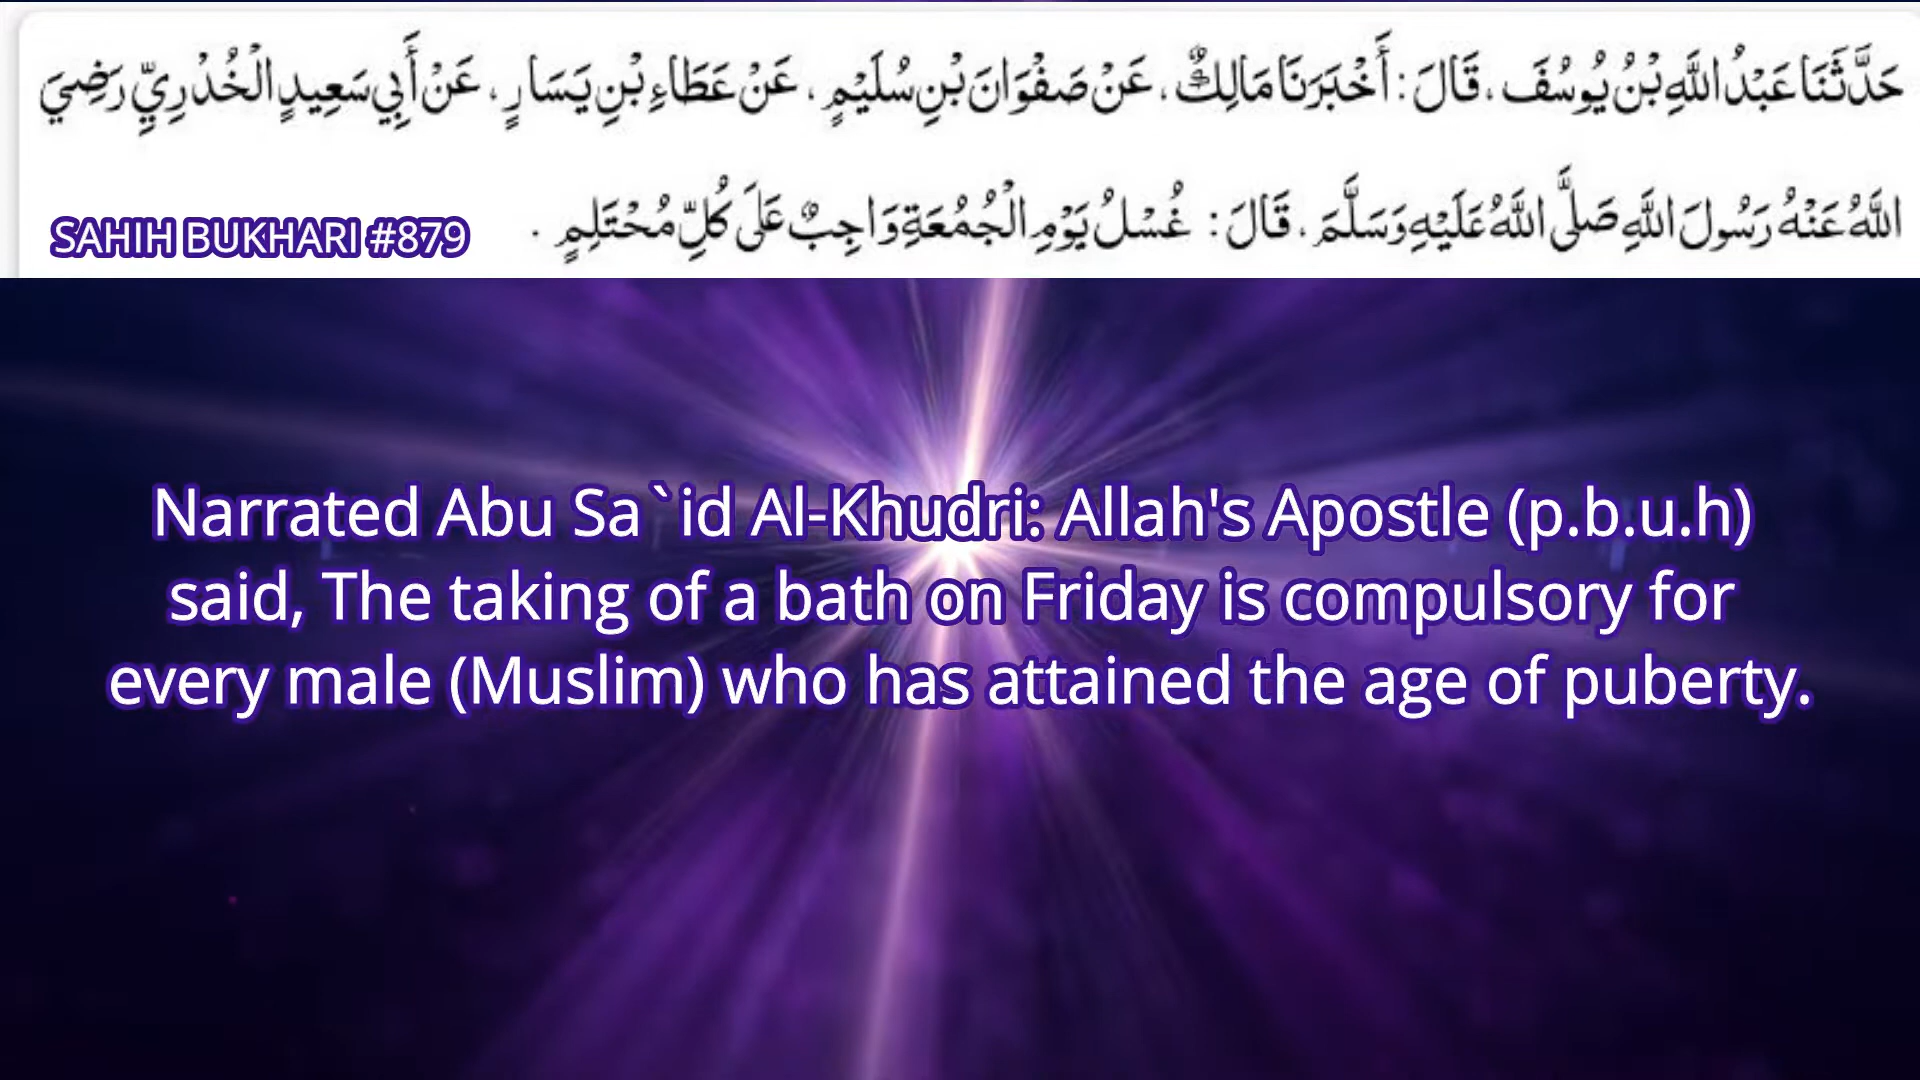 حَدَّثَنَا عَبْدُ اللَّهِ بْنُ يُوسُفَ ، قَالَ : أَخْبَرَنَا مَالِكٌ ، عَنْ صَفْوَانَ بْنِ سُلَيْمٍ ، عَنْ عَطَاءِ بْنِ يَسَارٍ ، عَنْ أَبِي سَعِيدٍ الْخُدْرِيِّ رَضِيَ
اللَّهُ عَنْهُ رَسُولَ اللَّهِ صَلَّى اللَّهُ عَلَيْهِ وَسَلَّمَ ، قَالَ : غُسْلُ يَوْمِ الْجُمُعَةِ وَاجِبٌ عَلَى كُلِّ مُحْتَلِمٍ .
SAHIH BUKHARI #879
Narrated Abu Sa`id Al-Khudri: Allah's Apostle (p.b.u.h)
said, The taking of a bath on Friday is compulsory for
every male (Muslim) who has attained the age of puberty.